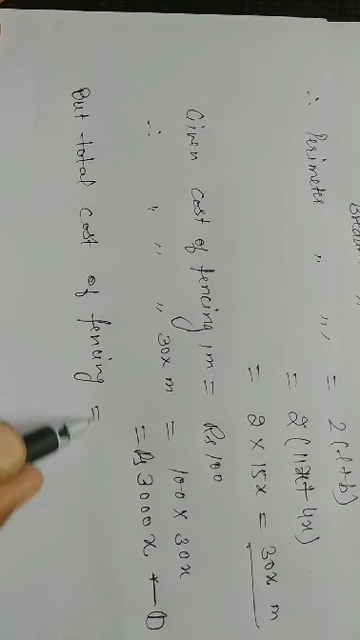 Bread " 
∴ Perimeter " " = 2(l+b)
= 2(11x+4x)
= 2 × 15x = 30x m
Given cost of fencing 1m = Rs 100
∴ " " " 30x m = 100 × 30x
= Rs 3000x — ①
But total cost of fencing =